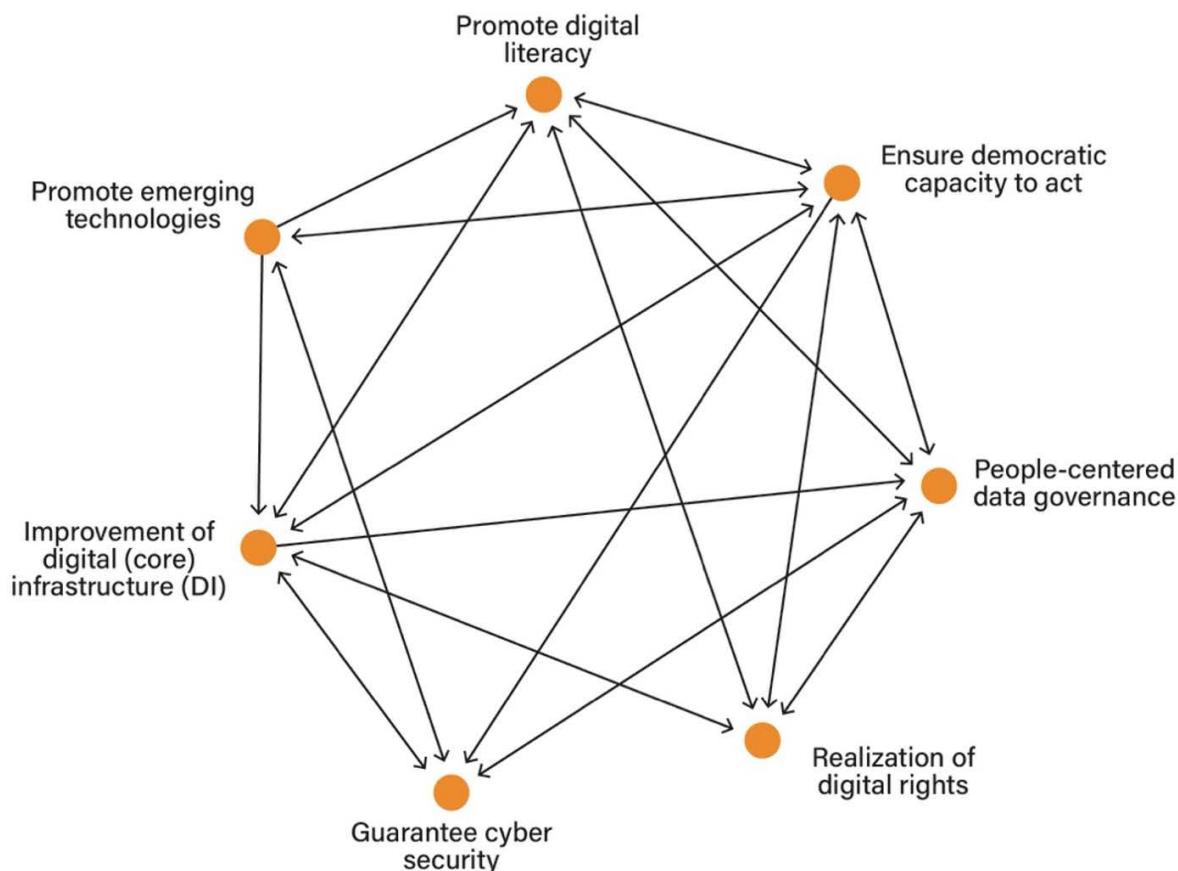 Promote digital
literacy
Ensure democratic
capacity to act
Promote emerging
technologies
People-centered
data governance
Improvement of
digital (core)
infrastructure (DI)
Realization of
digital rights
Guarantee cyber
security